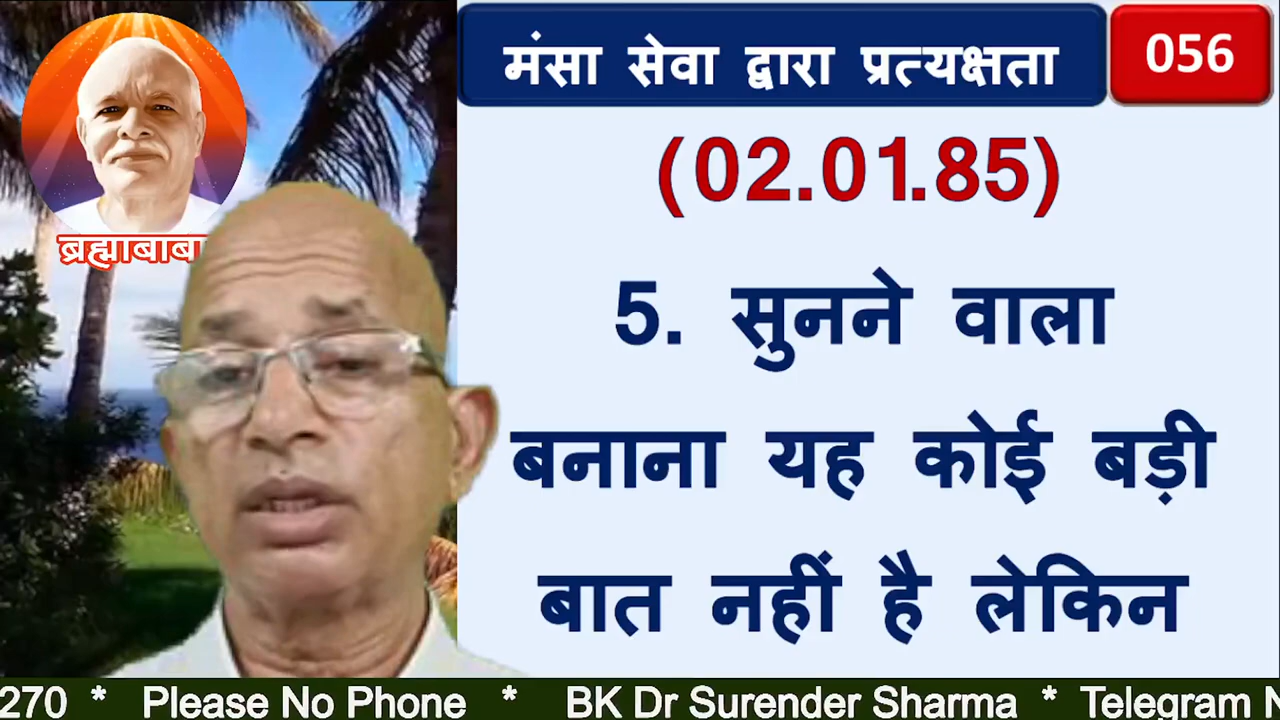 मंसा सेवा द्वारा प्रत्यक्षता
056
ब्रह्माबाबा
(02.01.85)
5. सुनने वाला
बनाना यह कोई बड़ी
बात नहीं है लेकिन
270 * Please No Phone * BK Dr Surender Sharma * Telegram N